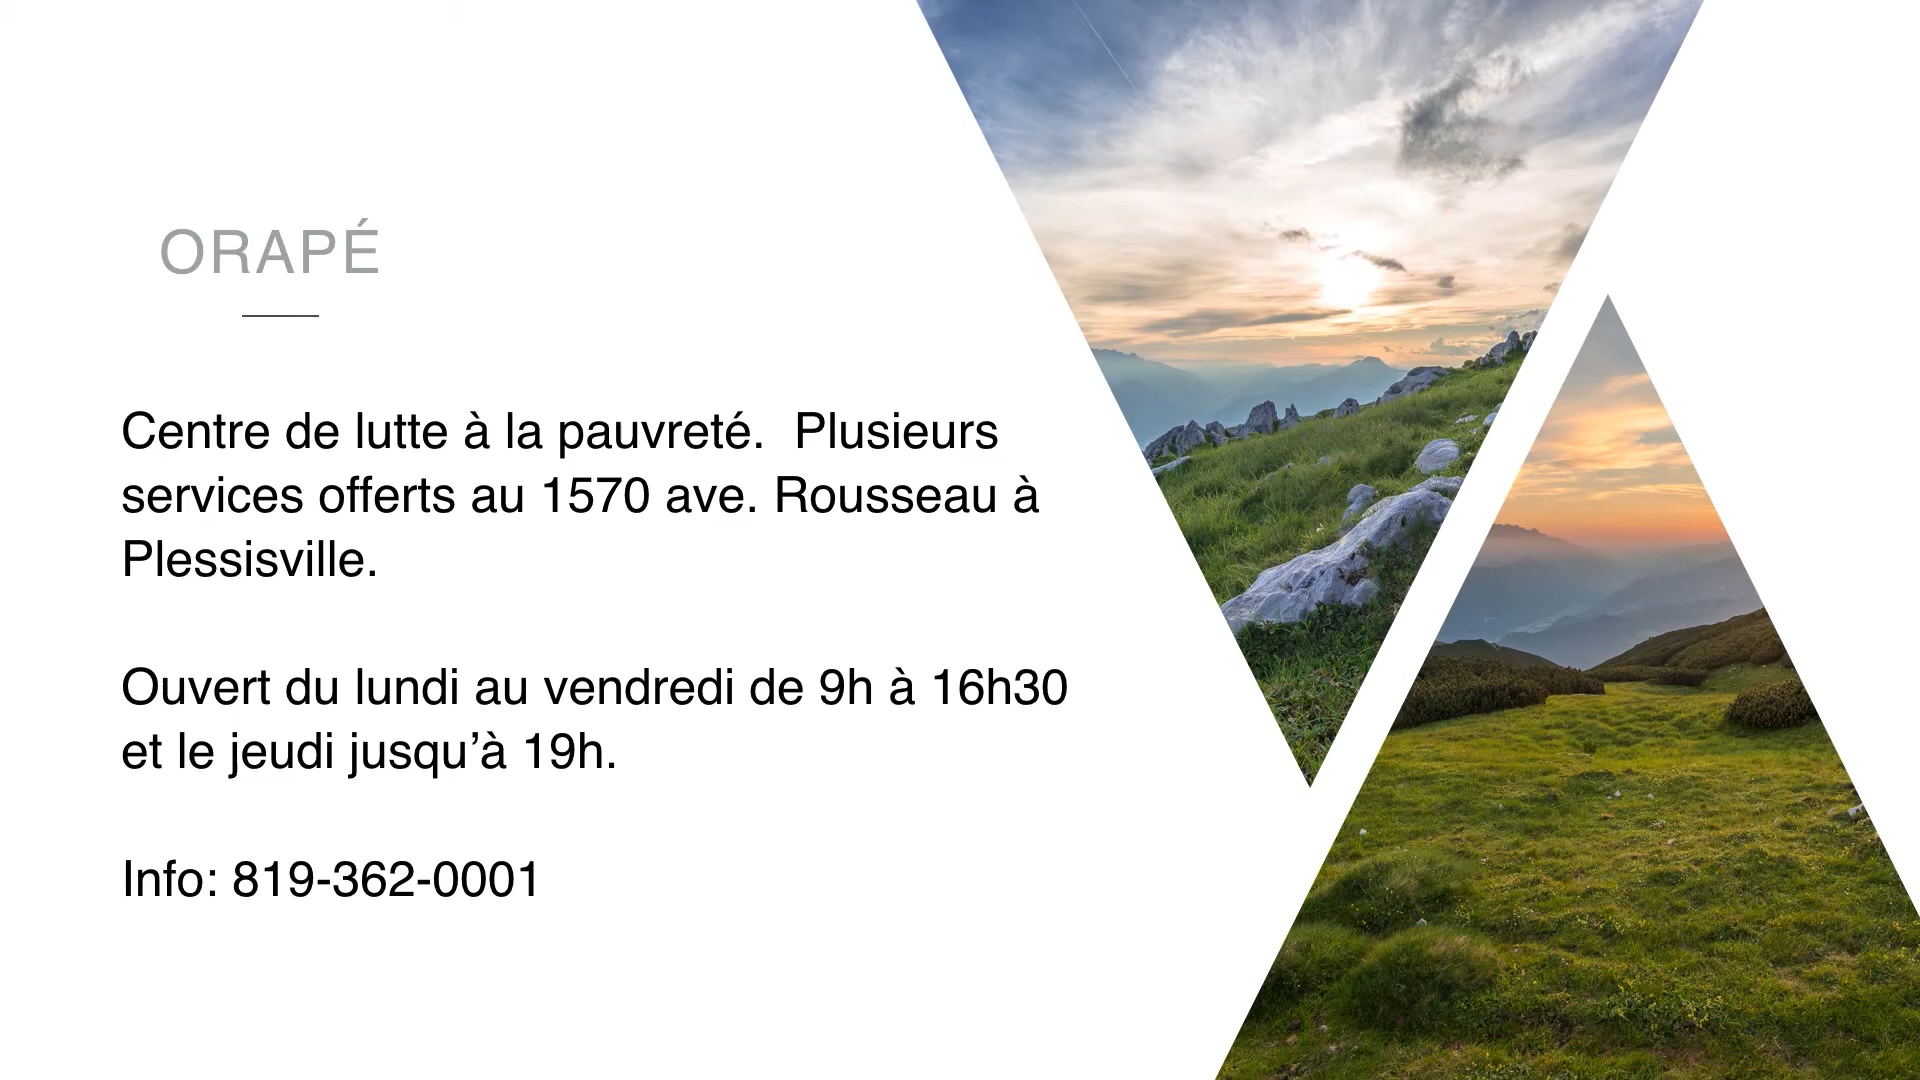 ORAPÉ
Centre de lutte à la pauvreté.  Plusieurs
services offerts au 1570 ave. Rousseau à
Plessisville.
Ouvert du lundi au vendredi de 9h à 16h30
et le jeudi jusqu’à 19h.
Info: 819-362-0001